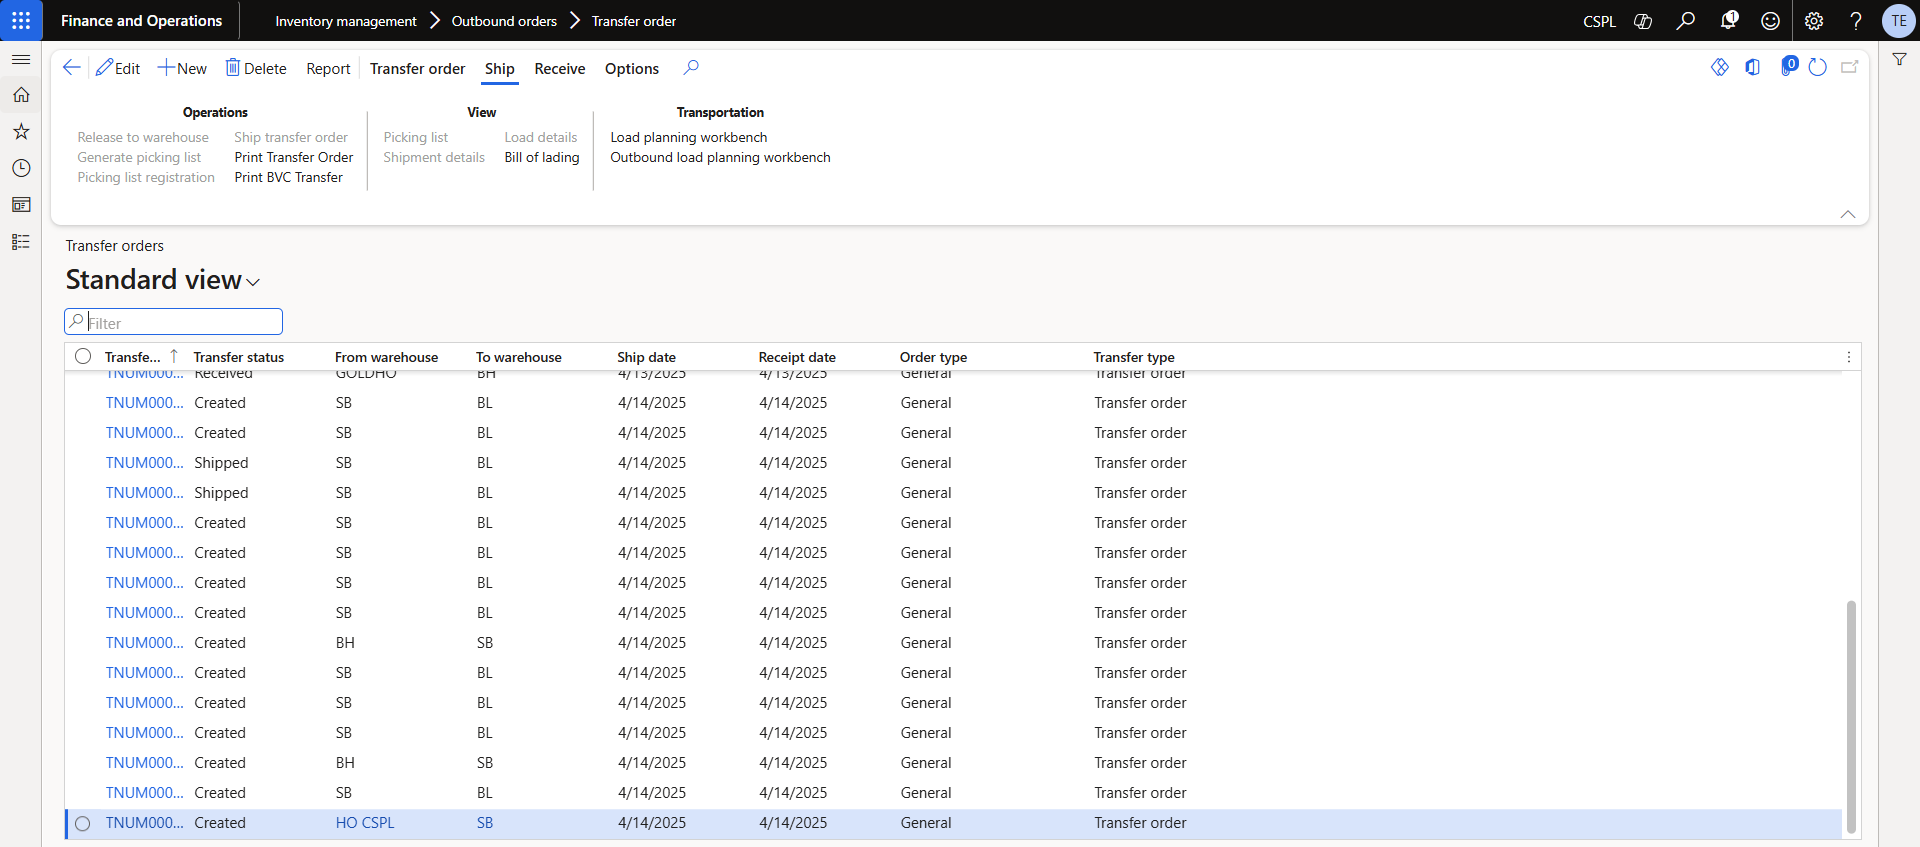 Finance and Operations Inventory management Outbound orders Transfer order CSPL 1 TE
Edit New Delete Report Transfer order Ship Receive Options 0
Operations View Transportation
Release to warehouse Ship transfer order Picking list Load details Load planning workbench
Generate picking list Print Transfer Order Shipment details Bill of lading Outbound load planning workbench
Picking list registration Print BVC Transfer
Transfer orders
Standard view
Filter
Transfe... Transfer status From warehouse To warehouse Ship date Receipt date Order type Transfer type
TNUM000... Received GOLDHO BH 4/13/2025 4/13/2025 General Transfer order
TNUM000... Created SB BL 4/14/2025 4/14/2025 General Transfer order
TNUM000... Created SB BL 4/14/2025 4/14/2025 General Transfer order
TNUM000... Shipped SB BL 4/14/2025 4/14/2025 General Transfer order
TNUM000... Shipped SB BL 4/14/2025 4/14/2025 General Transfer order
TNUM000... Created SB BL 4/14/2025 4/14/2025 General Transfer order
TNUM000... Created SB BL 4/14/2025 4/14/2025 General Transfer order
TNUM000... Created SB BL 4/14/2025 4/14/2025 General Transfer order
TNUM000... Created SB BL 4/14/2025 4/14/2025 General Transfer order
TNUM000... Created BH SB 4/14/2025 4/14/2025 General Transfer order
TNUM000... Created SB BL 4/14/2025 4/14/2025 General Transfer order
TNUM000... Created SB BL 4/14/2025 4/14/2025 General Transfer order
TNUM000... Created SB BL 4/14/2025 4/14/2025 General Transfer order
TNUM000... Created BH SB 4/14/2025 4/14/2025 General Transfer order
TNUM000... Created SB BL 4/14/2025 4/14/2025 General Transfer order
TNUM000... Created HO CSPL SB 4/14/2025 4/14/2025 General Transfer order